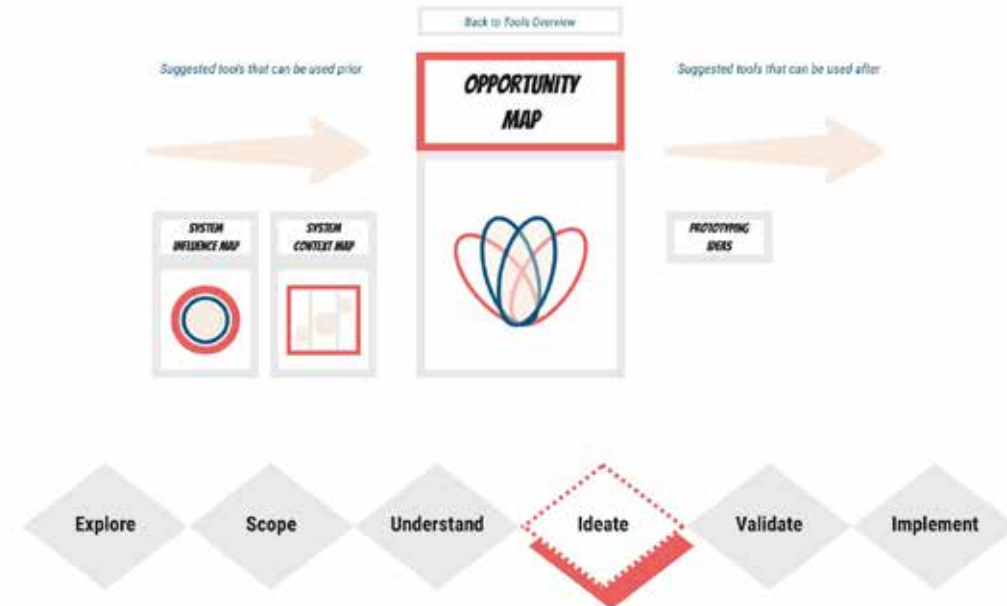 Back to Tools Overview
Suggested tools that can be used prior
OPPORTUNITY
MAP
Suggested tools that can be used after
SYSTEM
INFLUENCE MAP
SYSTEM
CONTEXT MAP
PROTOTYPING
IDEAS
Explore
Scope
Understand
Ideate
Validate
Implement